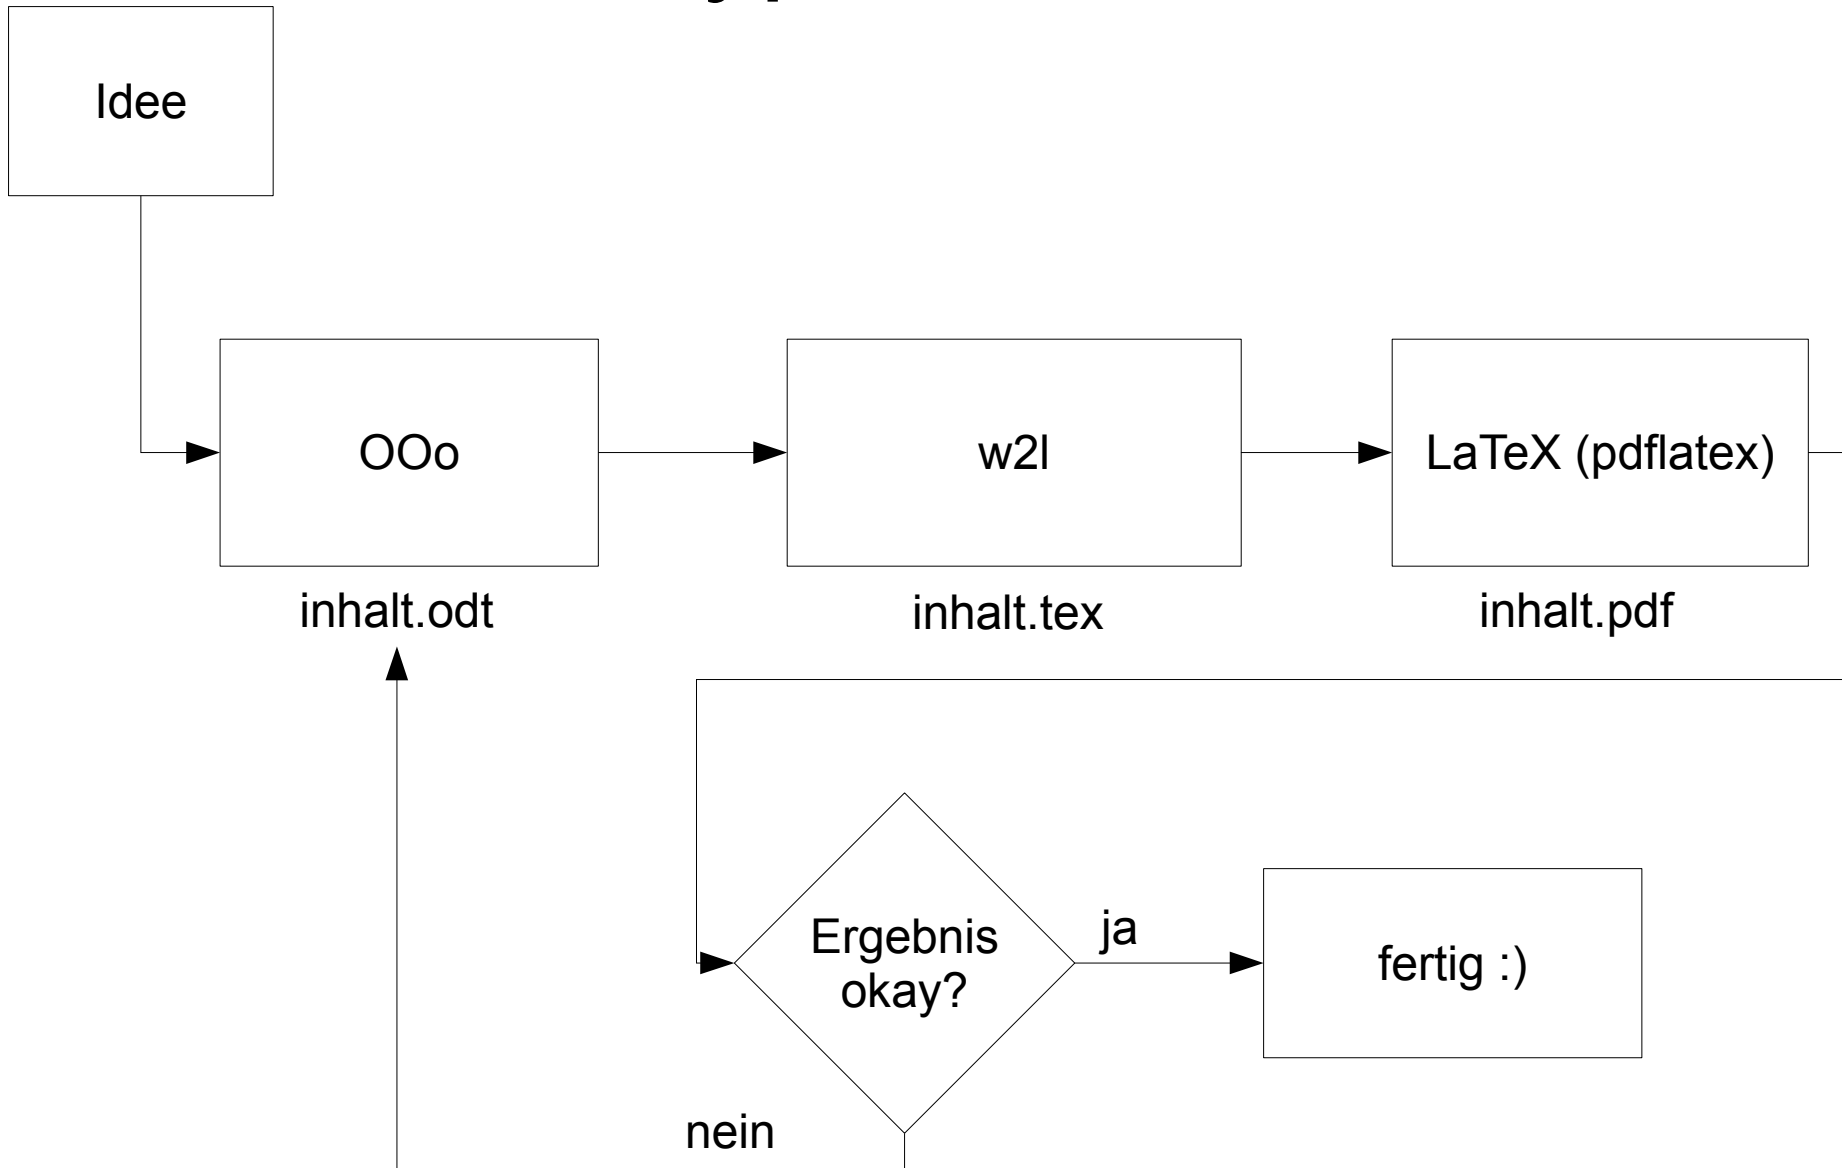 Idee
OOo
w2l
LaTeX (pdflatex)
inhalt.odt
inhalt.tex
inhalt.pdf
Ergebnis
okay?
ja
fertig :)
nein